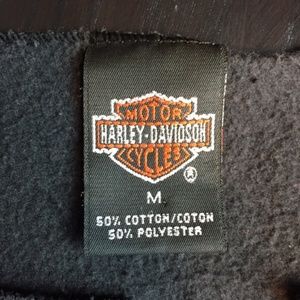 MOTOR
HARLEY-DAVIDSON
CYCLES
®
M
50% COTTON/COTON
50% POLYESTER